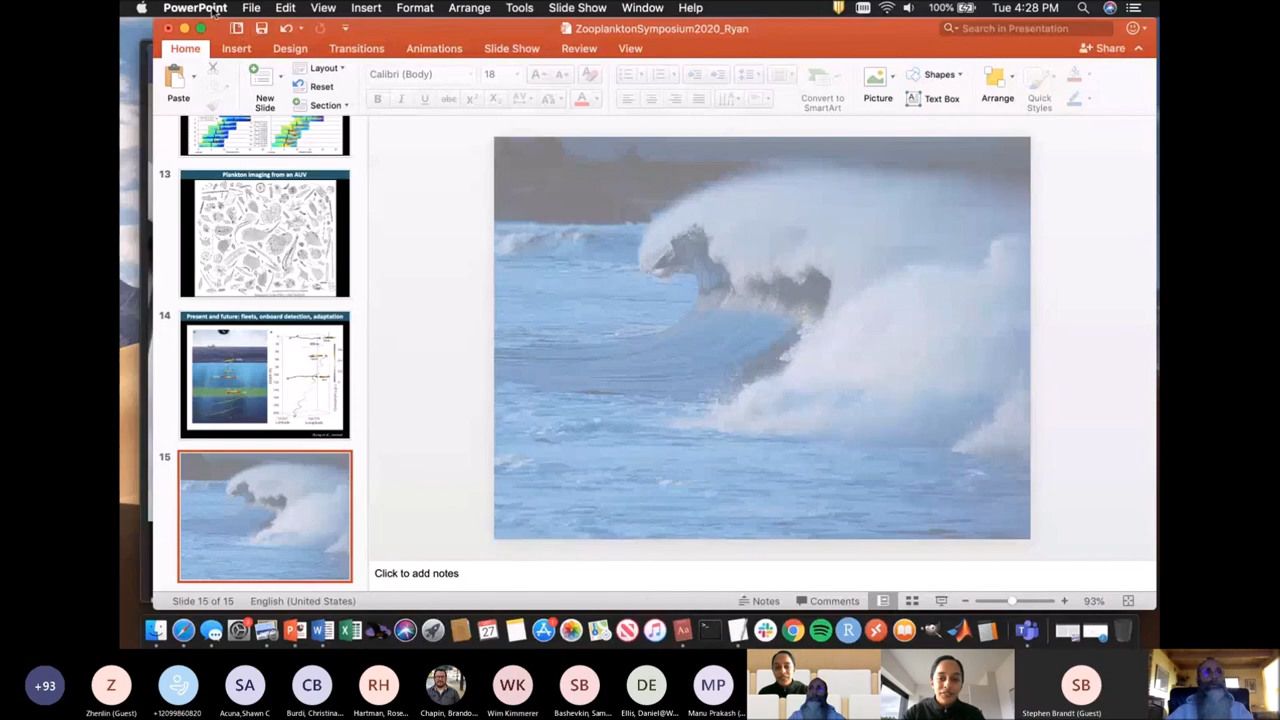 PowerPoint File Edit View Insert Format Arrange Tools Slide Show Window Help 100% Tue 4:28 PM
ZooplanktonSymposium2020_Ryan
Search in Presentation
Home Insert Design Transitions Animations Slide Show Review View
Share
Paste
New Slide
Layout
Reset
Section
Calibri (Body) 18
Convert to SmartArt
Picture
Shapes
Text Box
Arrange
Quick Styles
13
Plankton imaging from an AUV
14
Present and future: fleets, onboard detection, adaptation
15
Click to add notes
Slide 15 of 15 English (United States) Notes Comments 93%
27
+93
Z
SA
CB
RH
WK
SB
DE
MP
SB
Zhenlin (Guest)
+12099860820
Acuna,Shawn C
Burdi, Christina...
Hartman, Rose...
Chapin, Brando...
Wim Kimmerer
Bashevkin, Sam...
Ellis, Daniel@W...
Manu Prakash (...
Stephen Brandt (Guest)